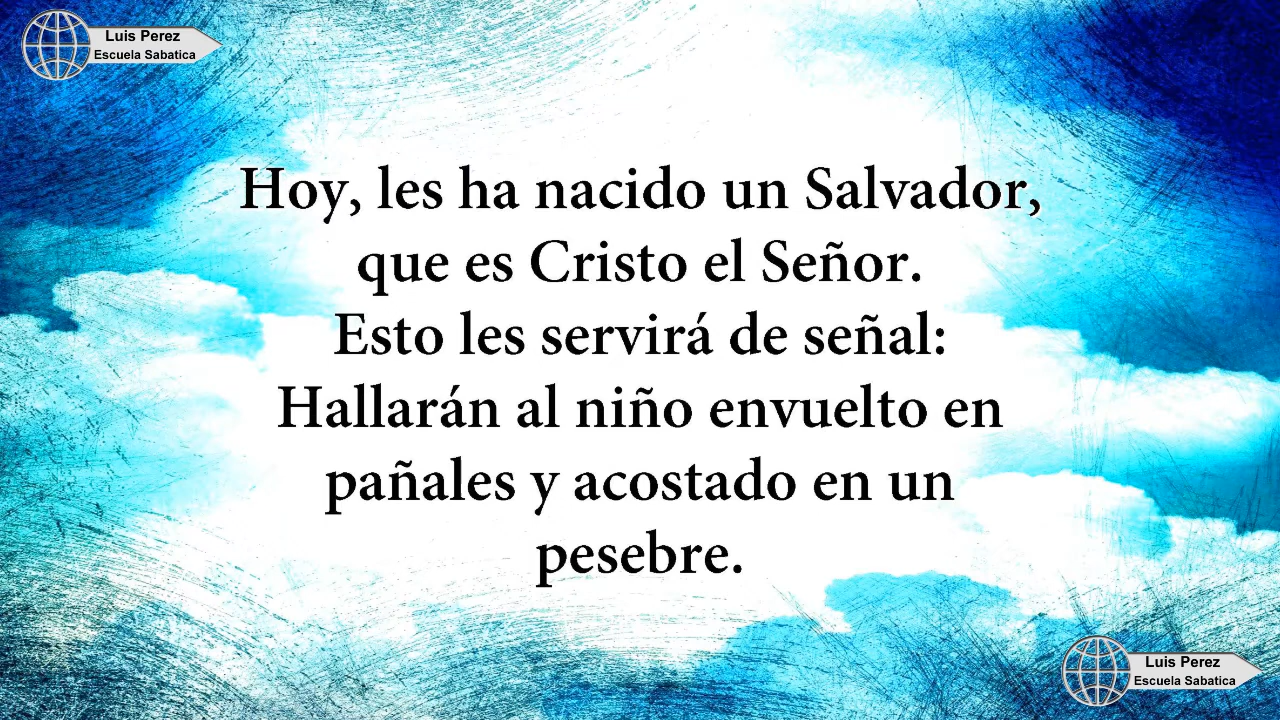 Luis Perez
Escuela Sabatica
Hoy, les ha nacido un Salvador,
que es Cristo el Señor.
Esto les servirá de señal:
Hallarán al niño envuelto en
pañales y acostado en un
pesebre.
Luis Perez
Escuela Sabatica